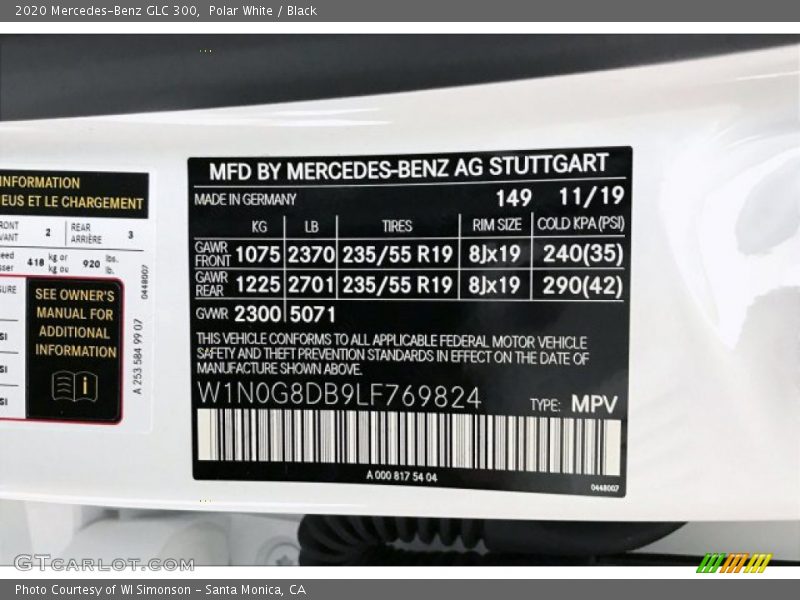 2020 Mercedes-Benz GLC 300,  Polar White / Black
INFORMATION
EUS ET LE CHARGEMENT
2
REAR
ARRIÈRE
3
418
kg or
kg ou
920
lbs.
lb.
SEE OWNER'S
MANUAL FOR
ADDITIONAL
INFORMATION
i
A 253 584 99 07
0448007
MFD BY MERCEDES-BENZ AG STUTTGART
MADE IN GERMANY 149 11/19
KG LB TIRES RIM SIZE COLD KPA(PSI)
GAWR FRONT 1075 2370 235/55 R19 8Jx19 240(35)
GAWR REAR 1225 2701 235/55 R19 8Jx19 290(42)
GVWR 2300 5071
THIS VEHICLE CONFORMS TO ALL APPLICABLE FEDERAL MOTOR VEHICLE
SAFETY AND THEFT PREVENTION STANDARDS IN EFFECT ON THE DATE OF
MANUFACTURE SHOWN ABOVE.
W1N0G8DB9LF769824 TYPE: MPV
A 000 817 54 04
0448007
GTcarlot.com
Photo Courtesy of WI Simonson - Santa Monica, CA